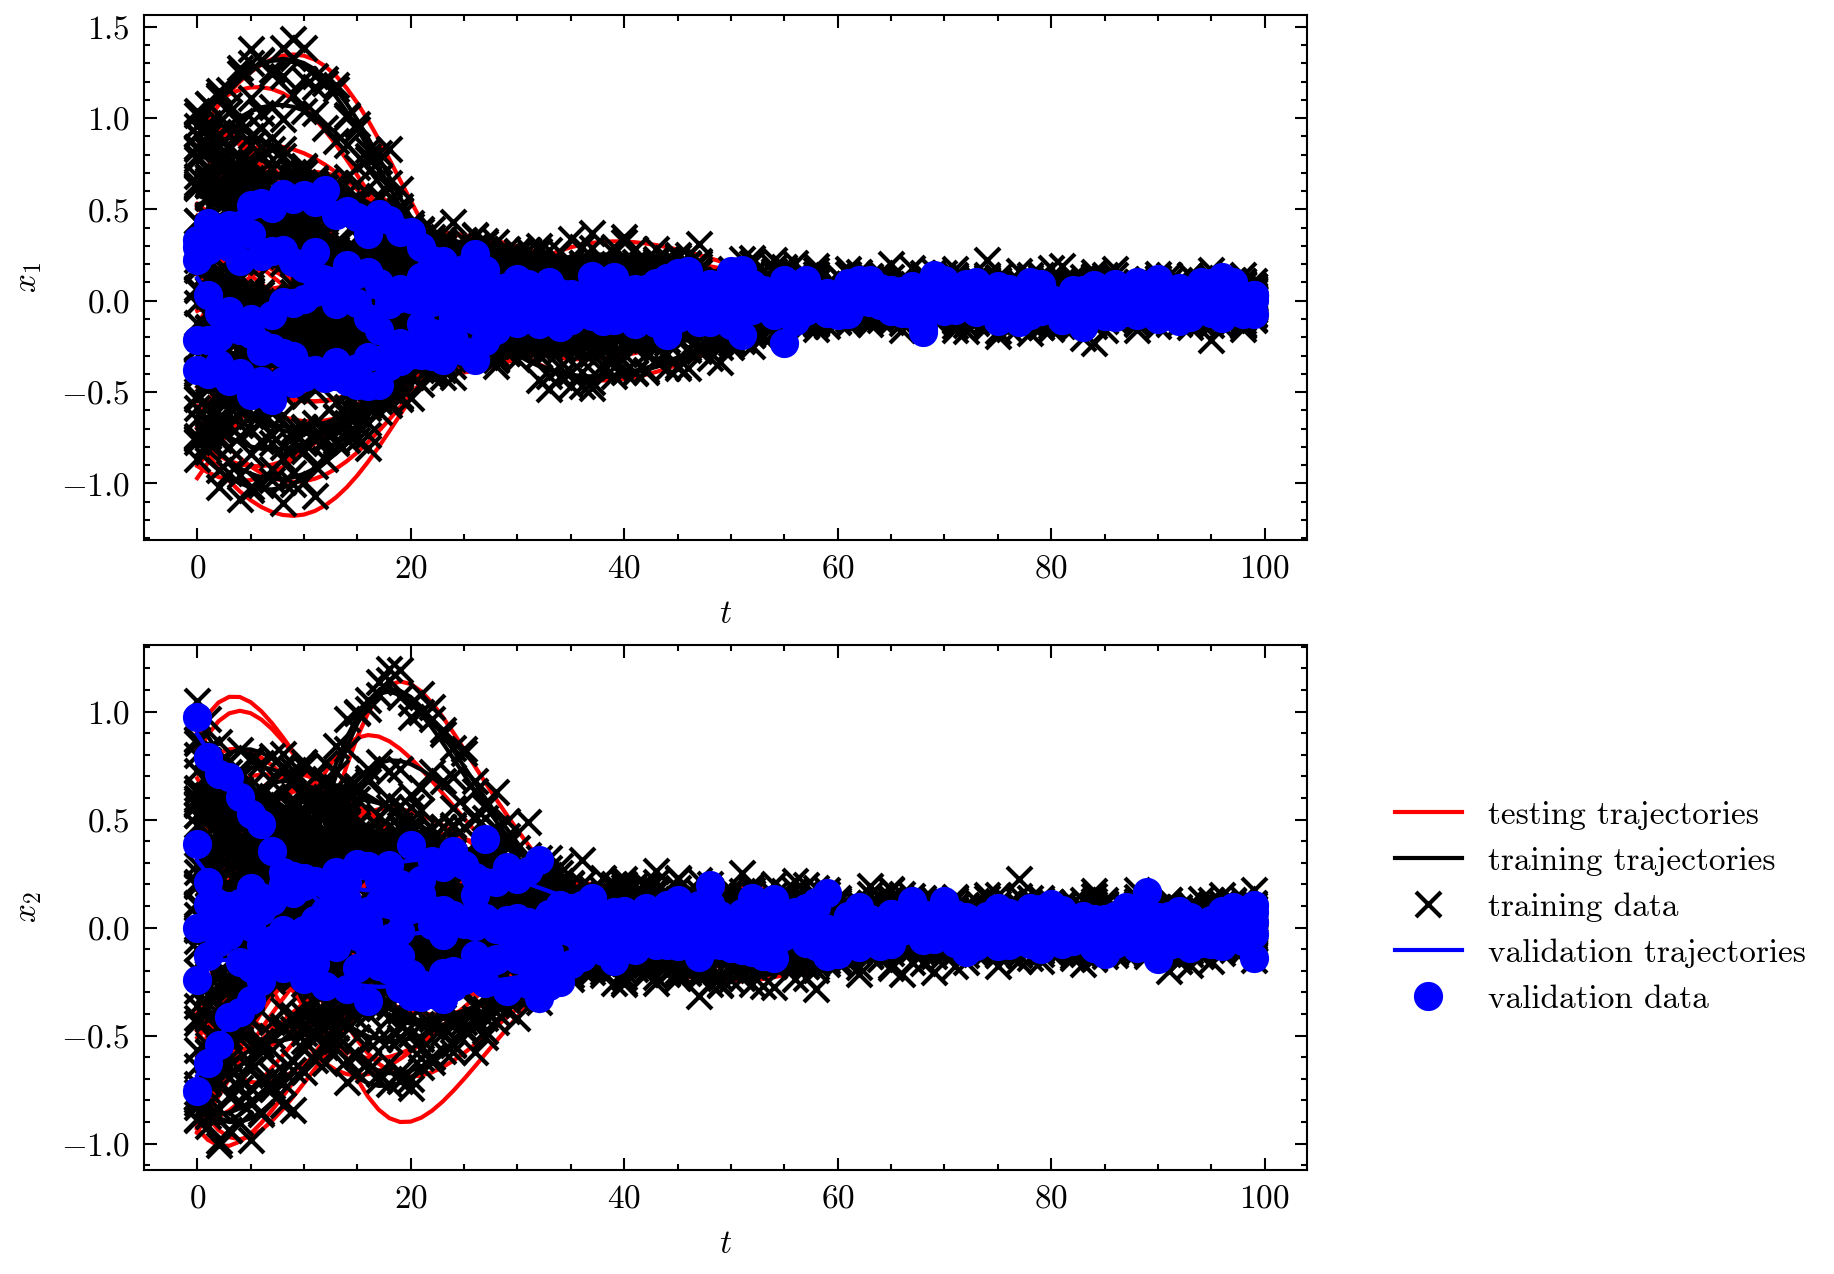 1.5
1.0
0.5
0.0
−0.5
−1.0
x₁
0 20 40 60 80 100
t
1.0
0.5
0.0
−0.5
−1.0
x₂
0 20 40 60 80 100
t
testing trajectories
training trajectories
training data
validation trajectories
validation data